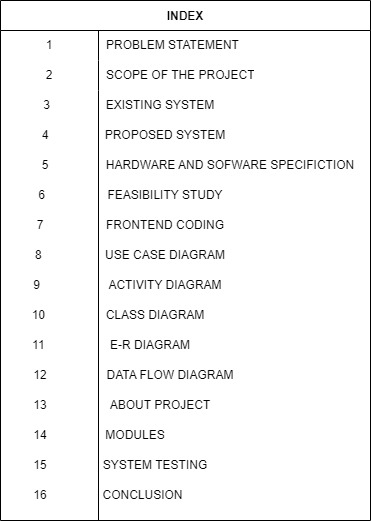 INDEX
1 PROBLEM STATEMENT
2 SCOPE OF THE PROJECT
3 EXISTING SYSTEM
4 PROPOSED SYSTEM
5 HARDWARE AND SOFWARE SPECIFICTION
6 FEASIBILITY STUDY
7 FRONTEND CODING
8 USE CASE DIAGRAM
9 ACTIVITY DIAGRAM
10 CLASS DIAGRAM
11 E-R DIAGRAM
12 DATA FLOW DIAGRAM
13 ABOUT PROJECT
14 MODULES
15 SYSTEM TESTING
16 CONCLUSION